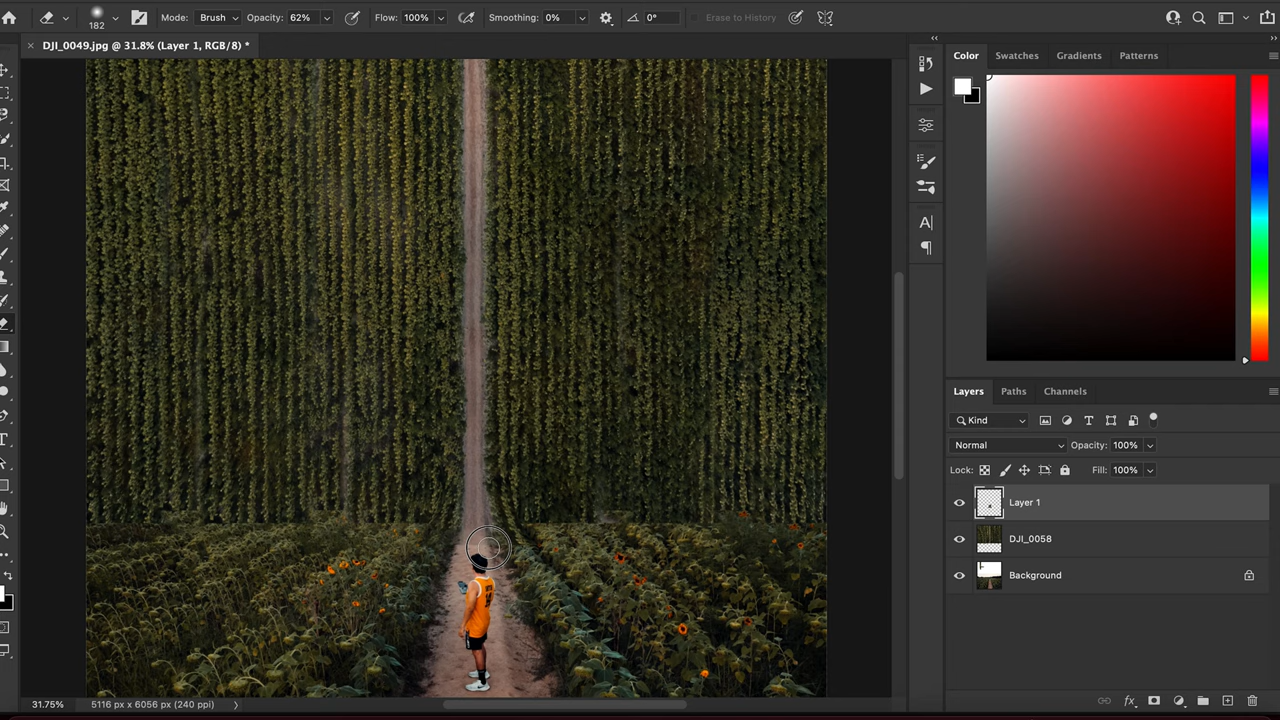 182 Mode: Brush Opacity: 62% Flow: 100% Smoothing: 0% 0° Erase to History
× DJI_0049.jpg @ 31.8% (Layer 1, RGB/8) *
Color Swatches Gradients Patterns
Layers Paths Channels
Kind
Normal Opacity: 100%
Lock: Fill: 100%
Layer 1
DJI_0058
Background
31.75% 5116 px x 6056 px (240 ppi)